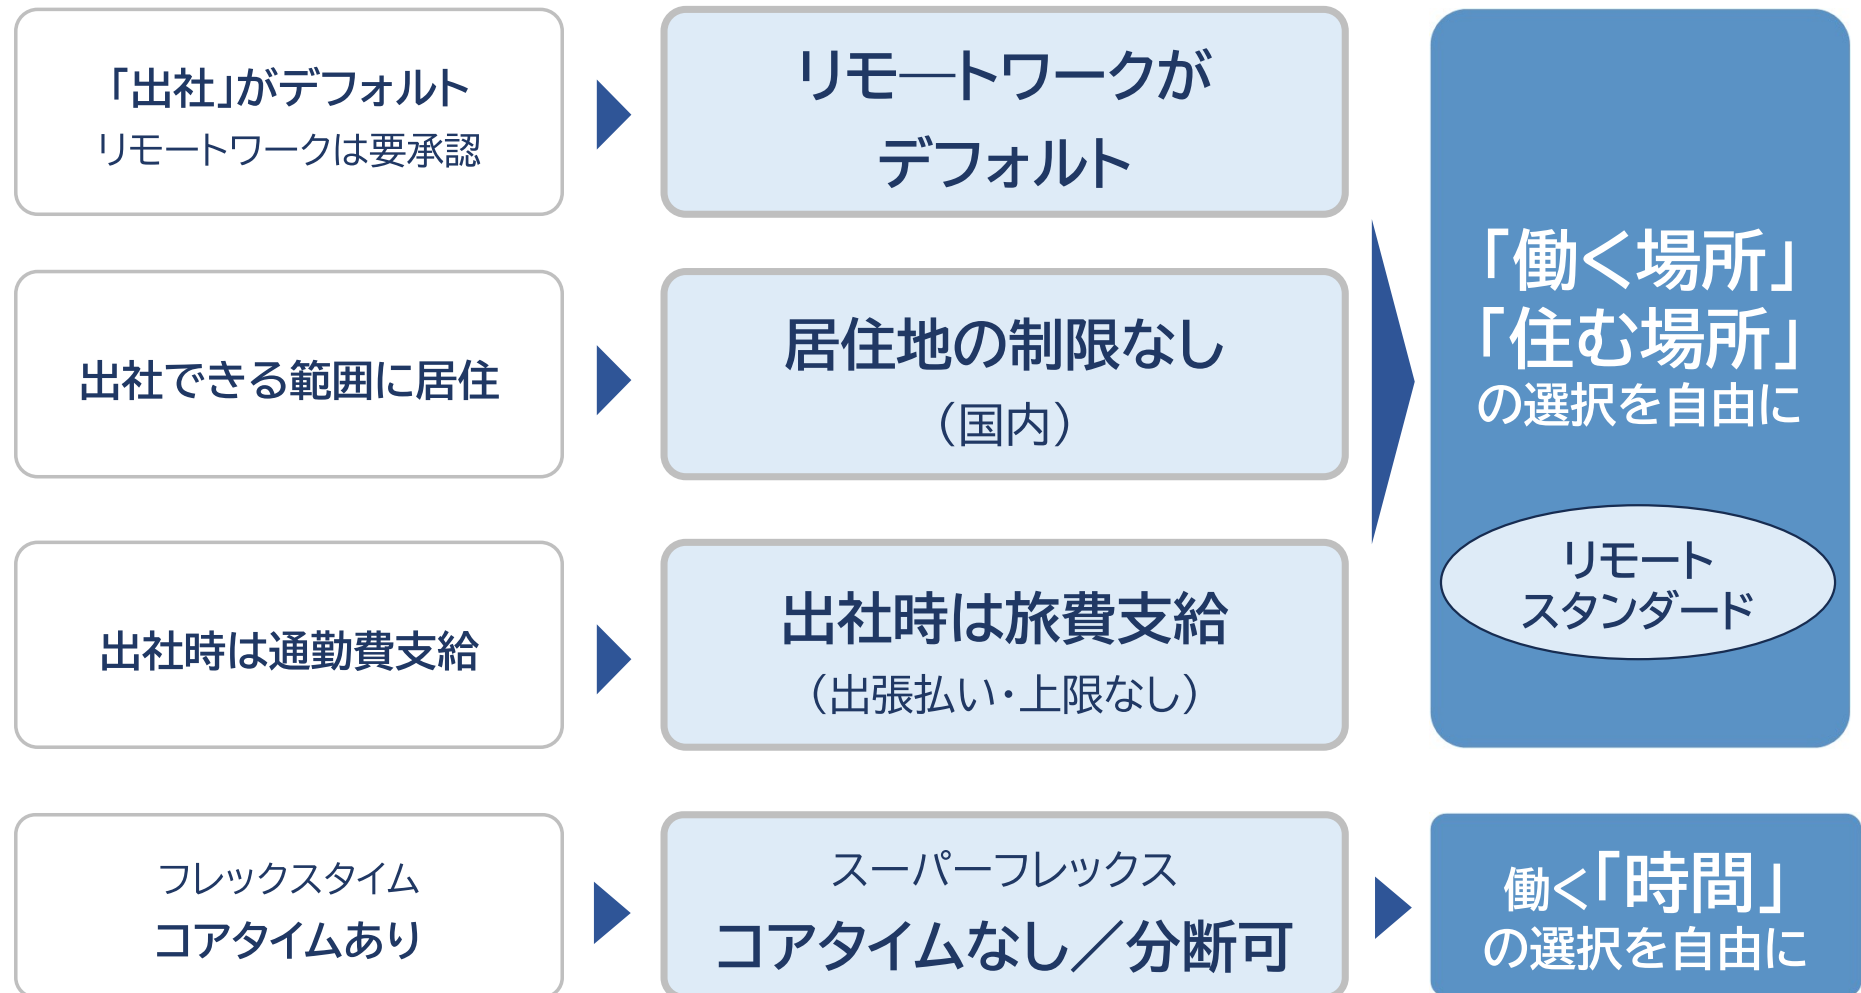 「出社」がデフォルト
リモートワークは要承認
リモ―トワークが
デフォルト
出社できる範囲に居住
居住地の制限なし
（国内）
出社時は通勤費支給
出社時は旅費支給
（出張払い・上限なし）
「働く場所」
「住む場所」
の選択を自由に
リモート
スタンダード
フレックスタイム
コアタイムあり
スーパーフレックス
コアタイムなし／分断可
働く「時間」
の選択を自由に